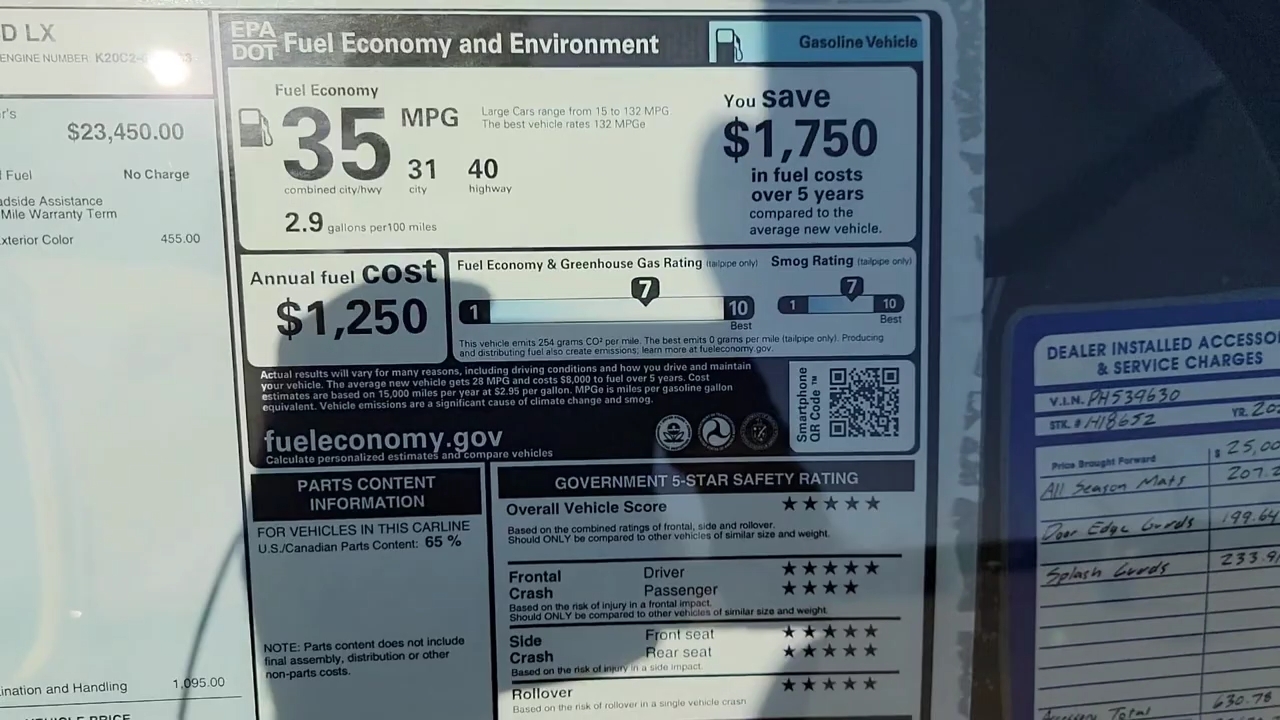 D LX
ENGINE NUMBER K20C2-
r's
$23,450.00
Fuel No Charge
adside Assistance
Mile Warranty Term
xterior Color 455.00
ination and Handling 1,095.00
VEHICLE PRICE
EPA
DOT
Fuel Economy and Environment
Gasoline Vehicle
Fuel Economy
35 MPG
combined city/hwy
31
city
40
highway
2.9 gallons per100 miles
Large Cars range from 15 to 132 MPG.
The best vehicle rates 132 MPGe
You save
$1,750
in fuel costs
over 5 years
compared to the
average new vehicle.
Annual fuel cost
$1,250
Fuel Economy & Greenhouse Gas Rating (tailpipe only)
7
1 10
Best
Smog Rating (tailpipe only)
7
1 10
Best
This vehicle emits 254 grams CO² per mile. The best emits 0 grams per mile (tailpipe only). Producing
and distributing fuel also create emissions; learn more at fueleconomy.gov.
Actual results will vary for many reasons, including driving conditions and how you drive and maintain
your vehicle. The average new vehicle gets 28 MPG and costs $8,000 to fuel over 5 years. Cost
estimates are based on 15,000 miles per year at $2.95 per gallon. MPGe is miles per gasoline gallon
equivalent. Vehicle emissions are a significant cause of climate change and smog.
fueleconomy.gov
Calculate personalized estimates and compare vehicles
Smartphone
QR Code™
PARTS CONTENT
INFORMATION
FOR VEHICLES IN THIS CARLINE
U.S./Canadian Parts Content: 65 %
NOTE: Parts content does not include
final assembly, distribution or other
non-parts costs.
GOVERNMENT 5-STAR SAFETY RATING
Overall Vehicle Score ★★★★★
Based on the combined ratings of frontal, side and rollover.
Should ONLY be compared to other vehicles of similar size and weight.
Frontal Driver ★★★★★
Crash Passenger ★★★★
Based on the risk of injury in a frontal impact.
Should ONLY be compared to other vehicles of similar size and weight.
Side Front seat ★★★★★
Crash Rear seat ★★★★★
Based on the risk of injury in a side impact.
Rollover ★★★★★
Based on the risk of rollover in a single vehicle crash
DEALER INSTALLED ACCESSO
& SERVICE CHARGES
V.I.N. PH539630
STK. # H18652 YR. 20
Price Brought Forward $ 25,00
All Season Mats 207.2
Door Edge Guards 199.64
Splash Guards 233.9
Accessory Total 630.78